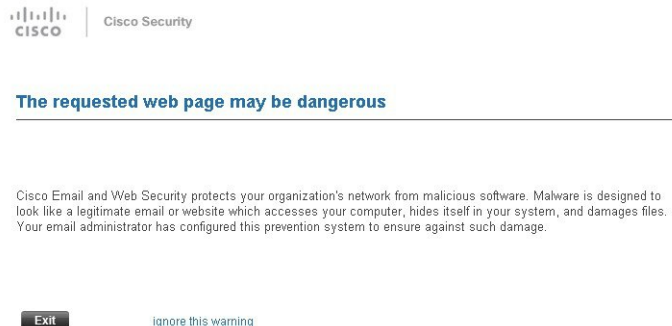 CISCO
Cisco Security
The requested web page may be dangerous
Cisco Email and Web Security protects your organization's network from malicious software. Malware is designed to
look like a legitimate email or website which accesses your computer, hides itself in your system, and damages files.
Your email administrator has configured this prevention system to ensure against such damage.
Exit
ignore this warning